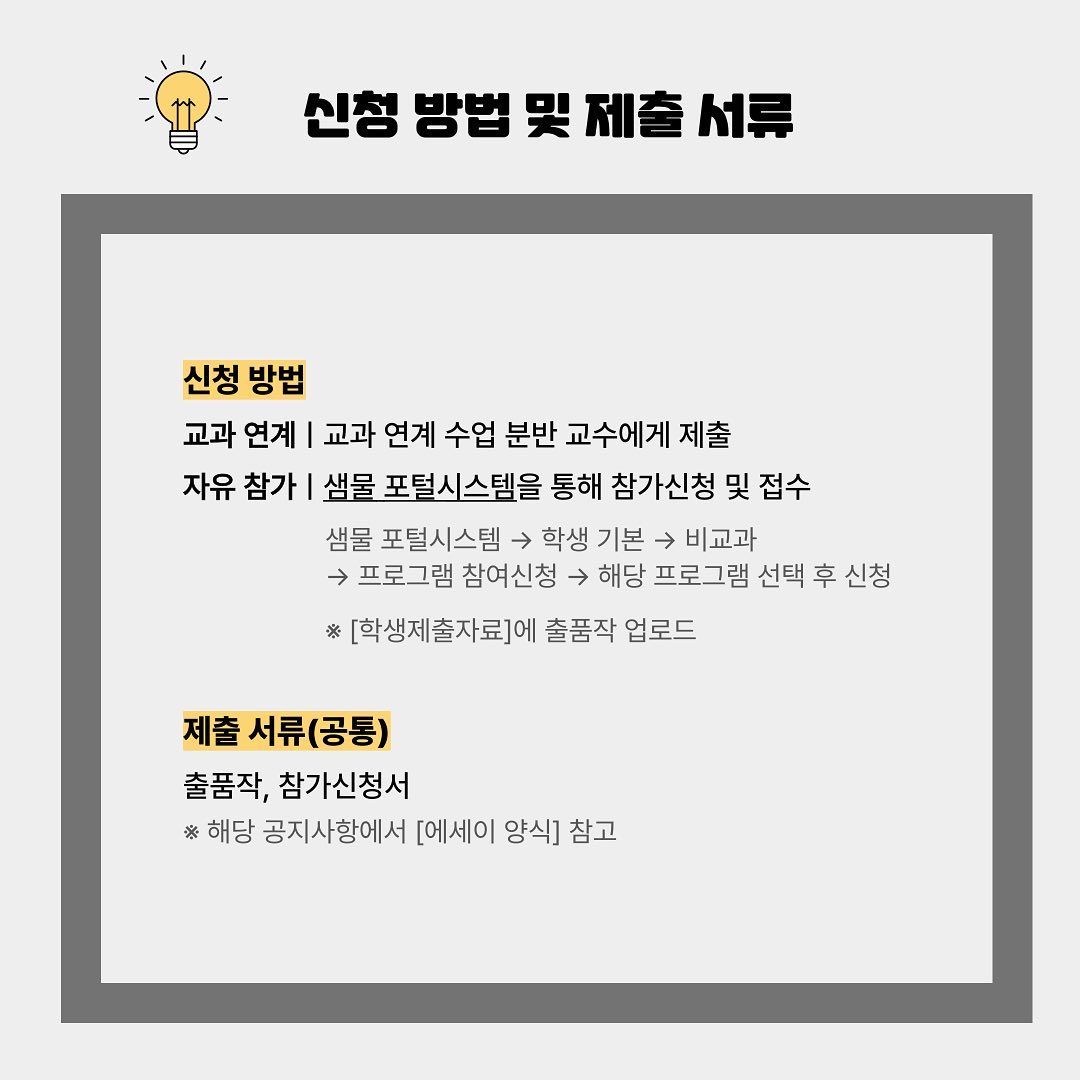 신청 방법 및 제출 서류
신청 방법
교과 연계 | 교과 연계 수업 분반 교수에게 제출
자유 참가 | 샘물 포털시스템을 통해 참가신청 및 접수
샘물 포털시스템 → 학생 기본 → 비교과
→ 프로그램 참여신청 → 해당 프로그램 선택 후 신청
※ [학생제출자료]에 출품작 업로드
제출 서류(공통)
출품작, 참가신청서
※ 해당 공지사항에서 [에세이 양식] 참고